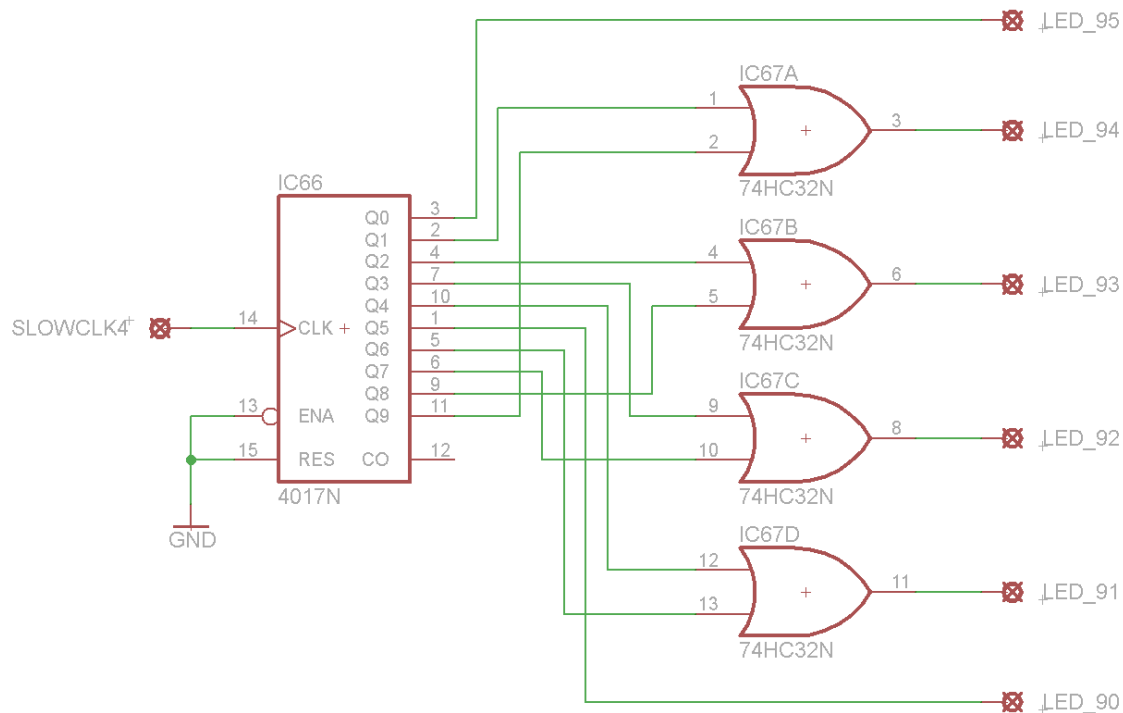 LED_95
IC67A
1
2
3
LED_94
74HC32N
IC66
Q0 3
Q1 2
Q2 4
Q3 7
Q4 10
Q5 1
Q6 5
Q7 6
Q8 9
Q9 11
SLOWCLK4
14 CLK
13 ENA
15 RES CO 12
4017N
GND
IC67B
4
5
6
LED_93
74HC32N
IC67C
9
10
8
LED_92
74HC32N
IC67D
12
13
11
LED_91
74HC32N
LED_90